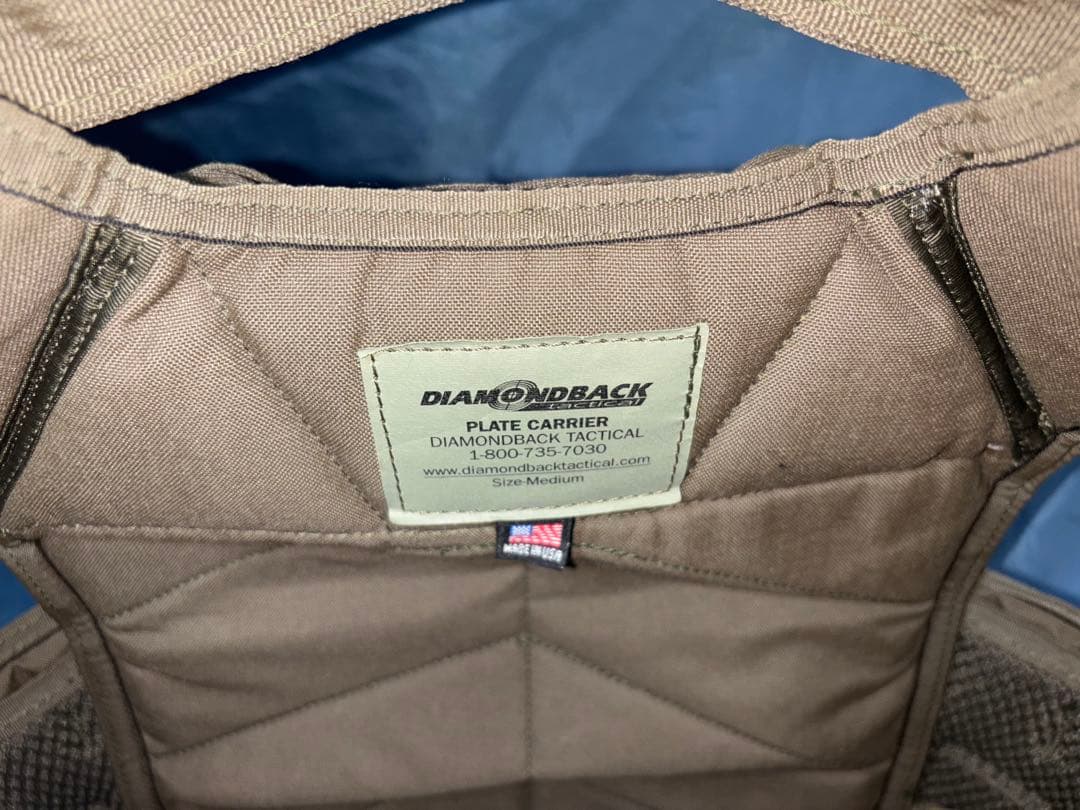 DIAMONDBACK
tactical
PLATE CARRIER
DIAMONDBACK TACTICAL
1-800-735-7030
www.diamondbacktactical.com
Size-Medium
MADE IN USA